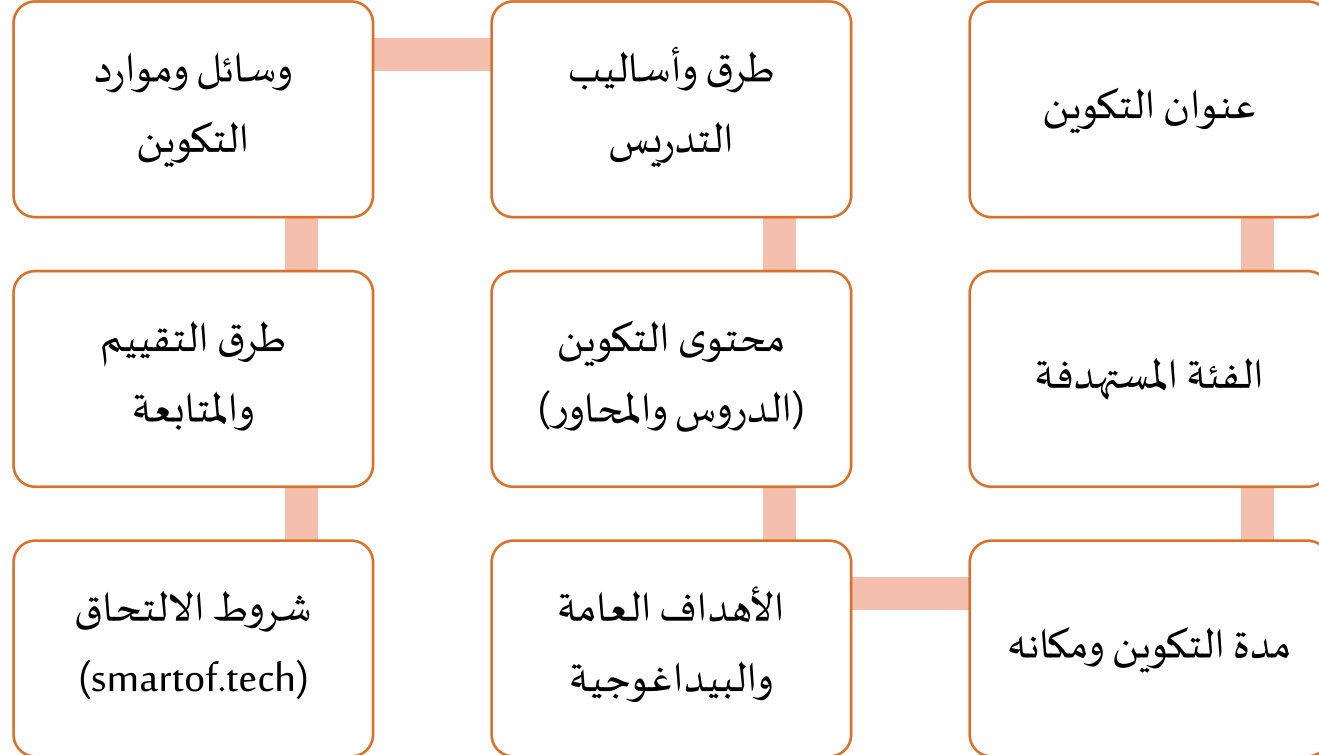 عنوان التكوين
الفئة المستهدفة
مدة التكوين ومكانه
الأهداف العامة
والبيداغوجية
محتوى التكوين
(الدروس والمحاور)
طرق وأساليب
التدريس
وسائل وموارد
التكوين
طرق التقييم
والمتابعة
شروط الالتحاق
(smartof.tech)